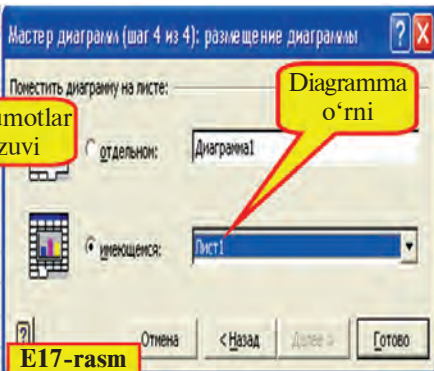 Мастер диаграмм (шаг 4 из 4): размещение диаграммы
Поместить диаграмму на листе:
Diagramma
o‘rni
umotlar
zuvi
отдельном:
Диаграмма1
имеющемся:
Лист1
Отмена
< Назад
Далее >
Готово
E17-rasm